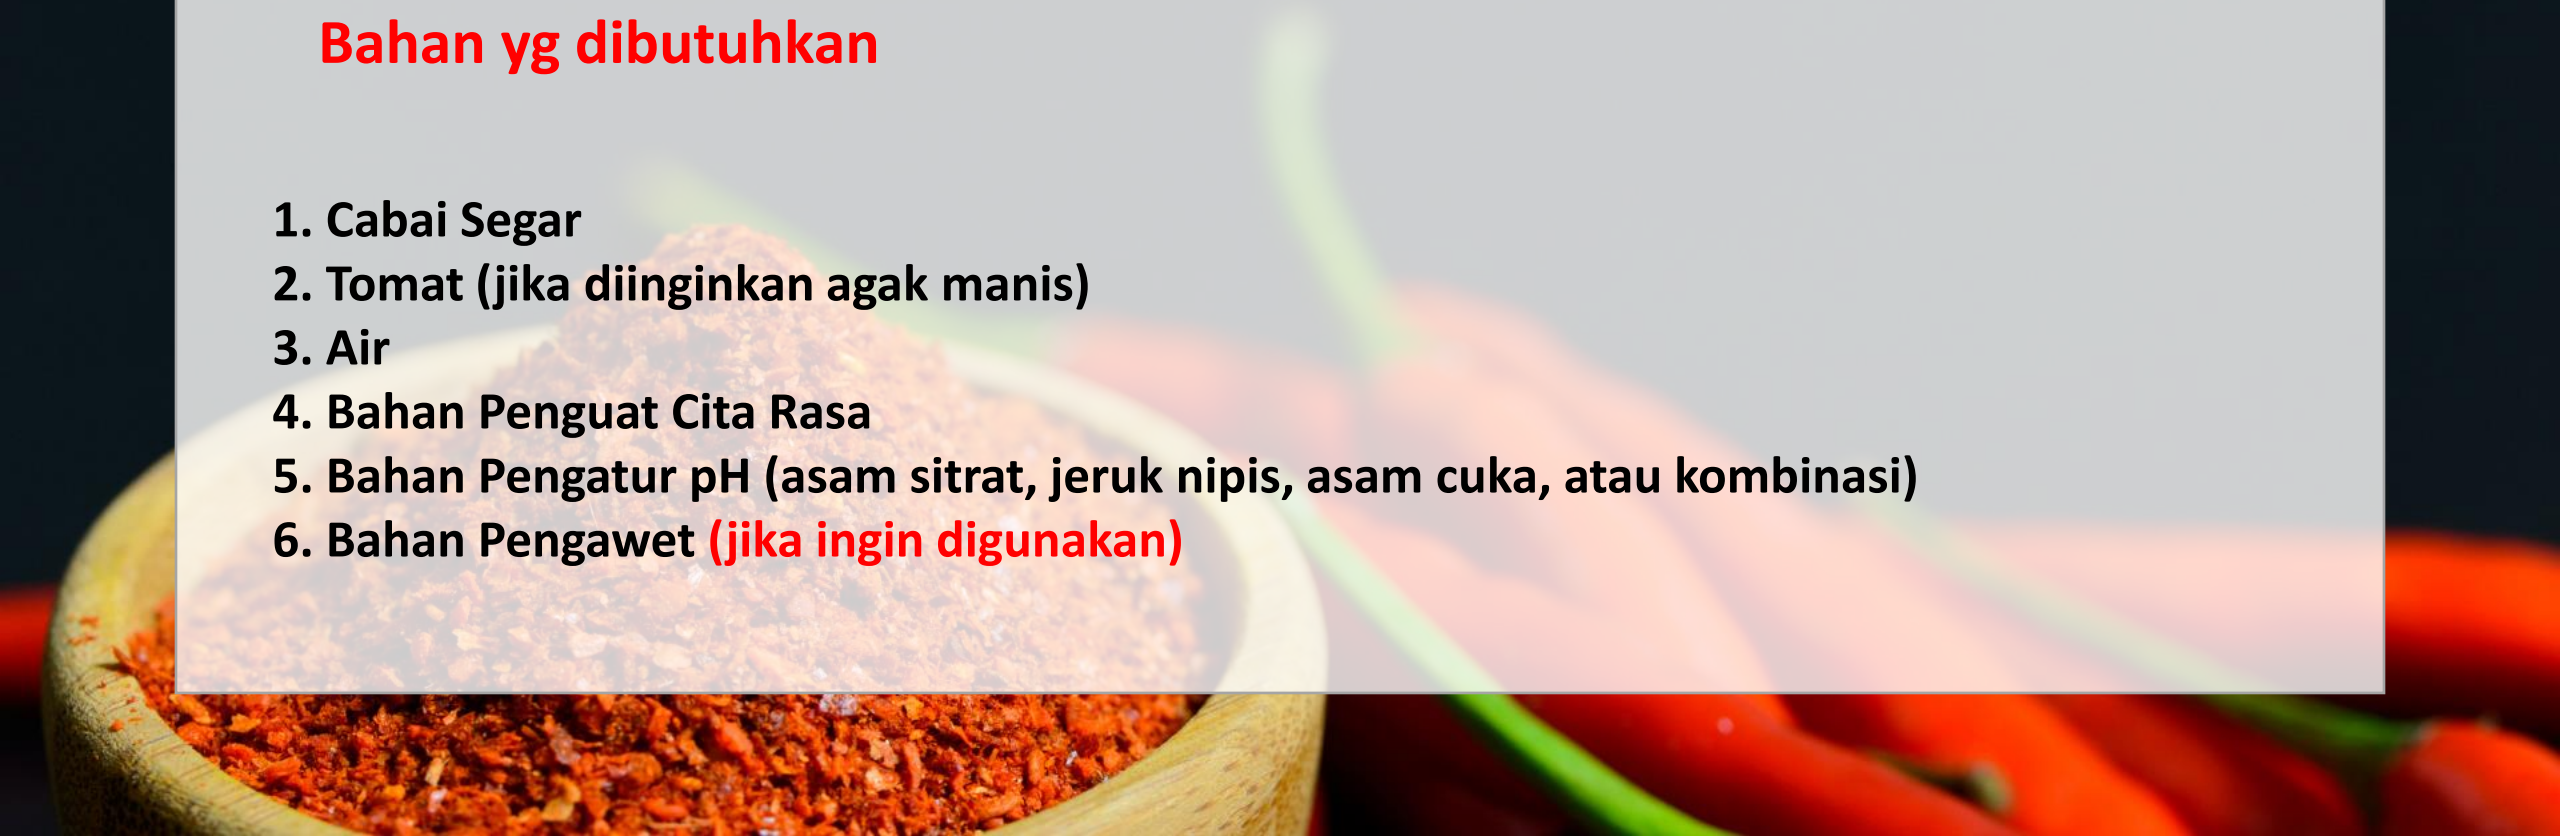 Bahan yg dibutuhkan
1. Cabai Segar
2. Tomat (jika diinginkan agak manis)
3. Air
4. Bahan Penguat Cita Rasa
5. Bahan Pengatur pH (asam sitrat, jeruk nipis, asam cuka, atau kombinasi)
6. Bahan Pengawet (jika ingin digunakan)